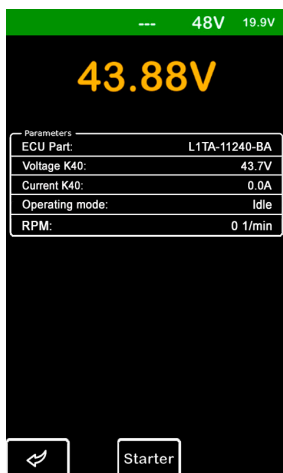 --- 48V 19.9V
43.88V
Parameters
ECU Part: L1TA-11240-BA
Voltage K40: 43.7V
Current K40: 0.0A
Operating mode: Idle
RPM: 0 1/min
Starter